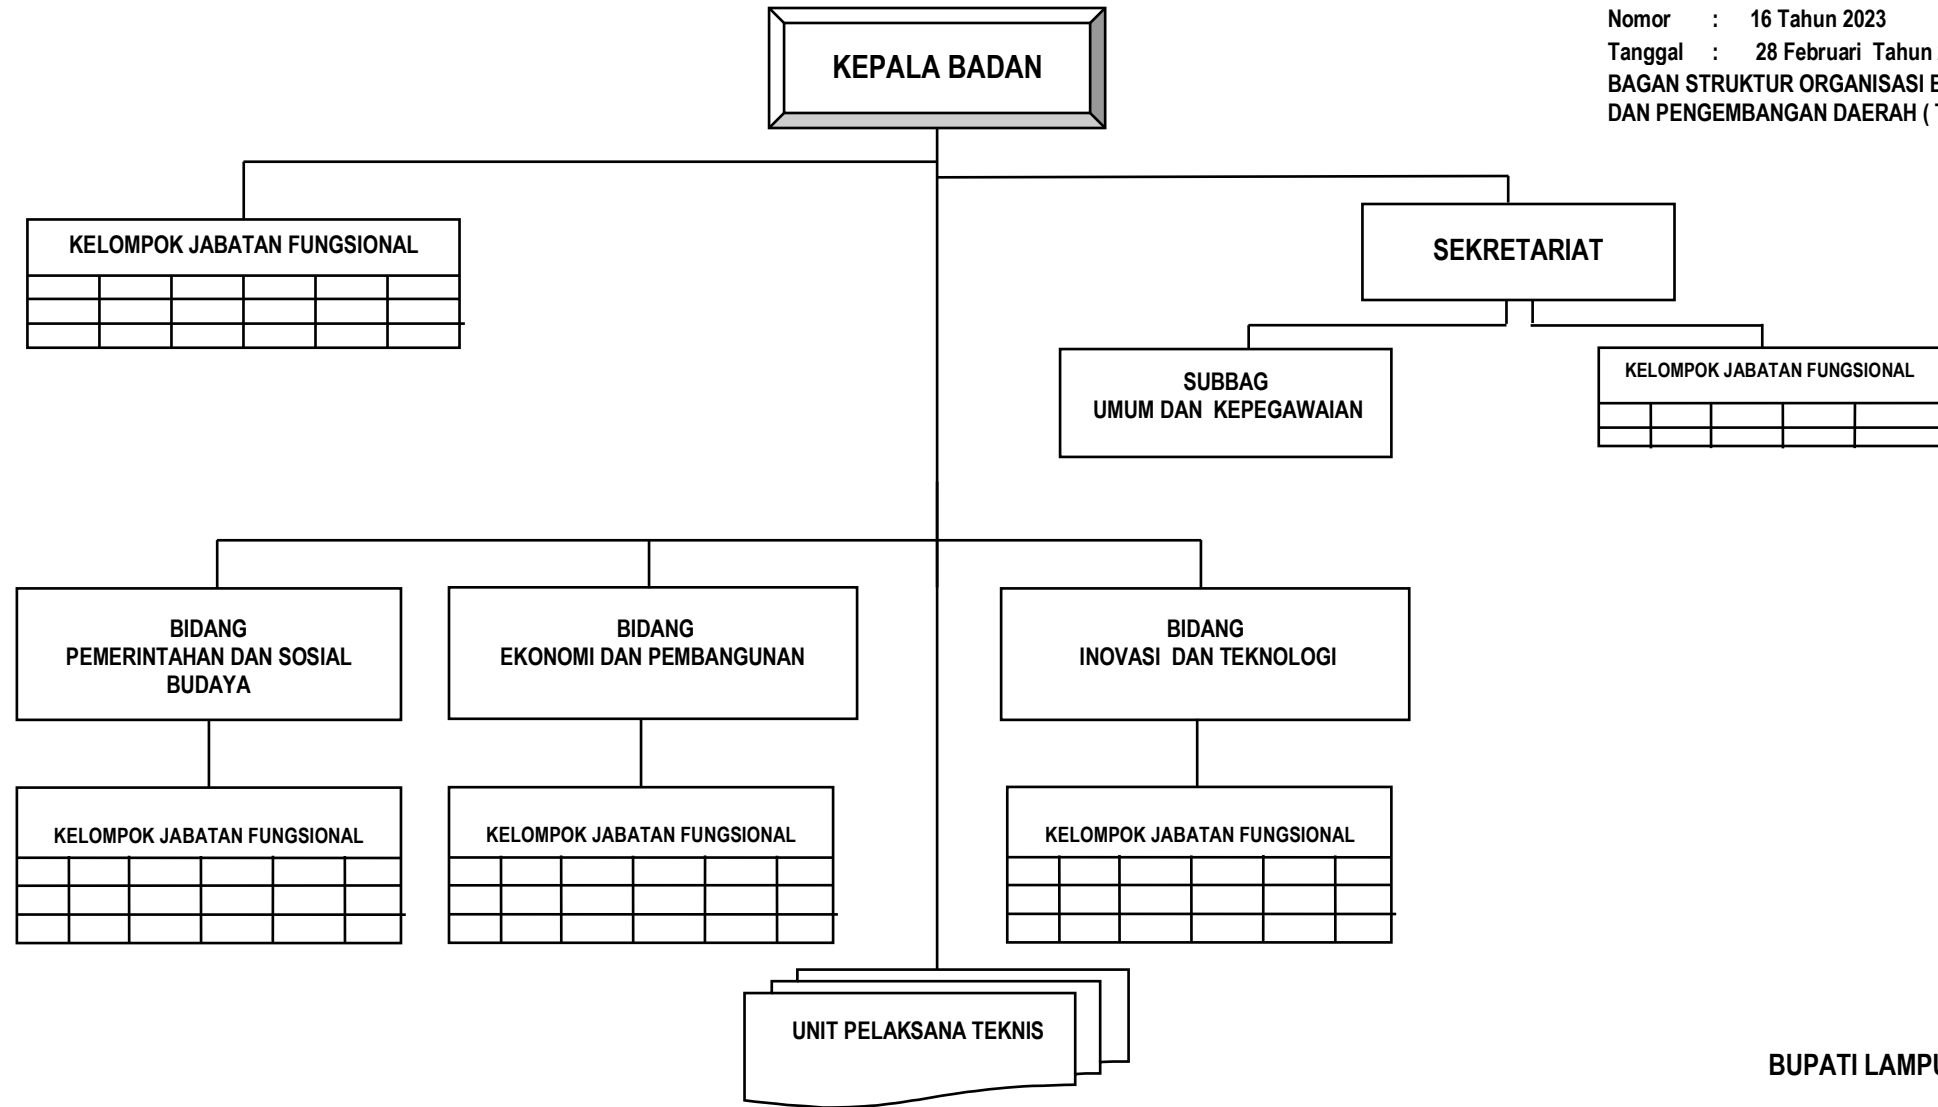 Nomor : 16 Tahun 2023
Tanggal : 28 Februari Tahun
BAGAN STRUKTUR ORGANISASI
DAN PENGEMBANGAN DAERAH (
KEPALA BADAN
KELOMPOK JABATAN FUNGSIONAL
SEKRETARIAT
SUBBAG
UMUM DAN KEPEGAWAIAN
KELOMPOK JABATAN FUNGSIONAL
BIDANG
PEMERINTAHAN DAN SOSIAL
BUDAYA
BIDANG
EKONOMI DAN PEMBANGUNAN
BIDANG
INOVASI DAN TEKNOLOGI
KELOMPOK JABATAN FUNGSIONAL
KELOMPOK JABATAN FUNGSIONAL
KELOMPOK JABATAN FUNGSIONAL
UNIT PELAKSANA TEKNIS
BUPATI LAMPU